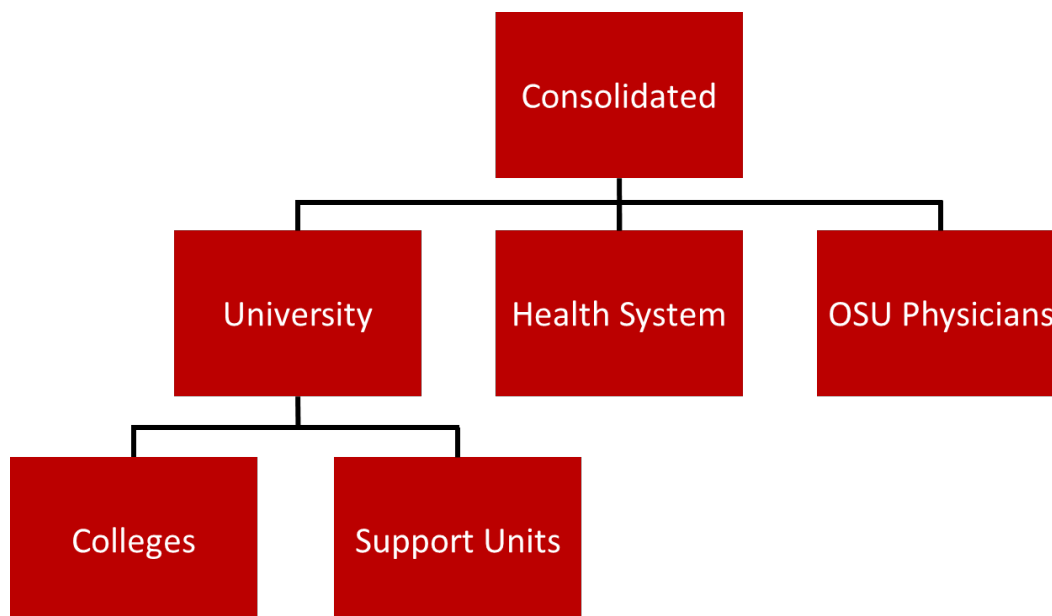 Consolidated
University
Health System
OSU Physicians
Colleges
Support Units